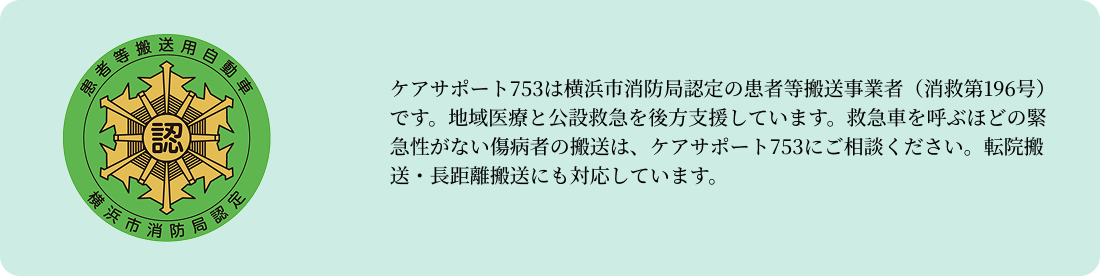 患者等搬送用自動車
認
横浜市消防局認定
ケアサポート753は横浜市消防局認定の患者等搬送事業者（消救第196号）
です。地域医療と公設救急を後方支援しています。救急車を呼ぶほどの緊
急性がない傷病者の搬送は、ケアサポート753にご相談ください。転院搬
送・長距離搬送にも対応しています。